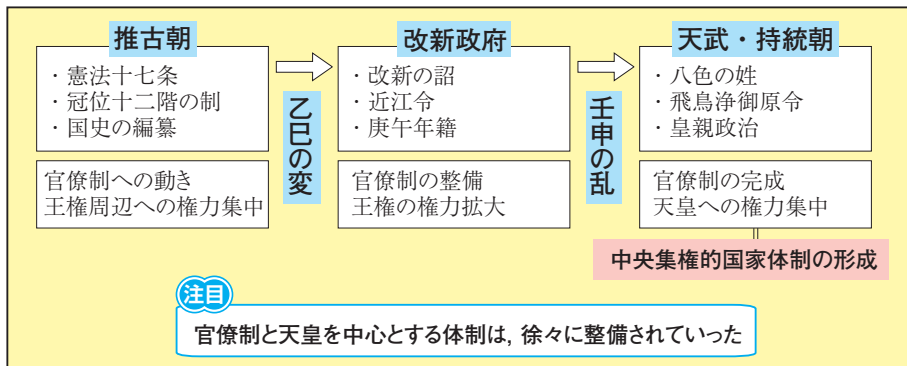 推古朝
・憲法十七条
・冠位十二階の制
・国史の編纂
官僚制への動き
王権周辺への権力集中
乙巳の変
改新政府
・改新の詔
・近江令
・庚午年籍
官僚制の整備
王権の権力拡大
壬申の乱
天武・持統朝
・八色の姓
・飛鳥浄御原令
・皇親政治
官僚制の完成
天皇への権力集中
中央集権的国家体制の形成
注目
官僚制と天皇を中心とする体制は，徐々に整備されていった